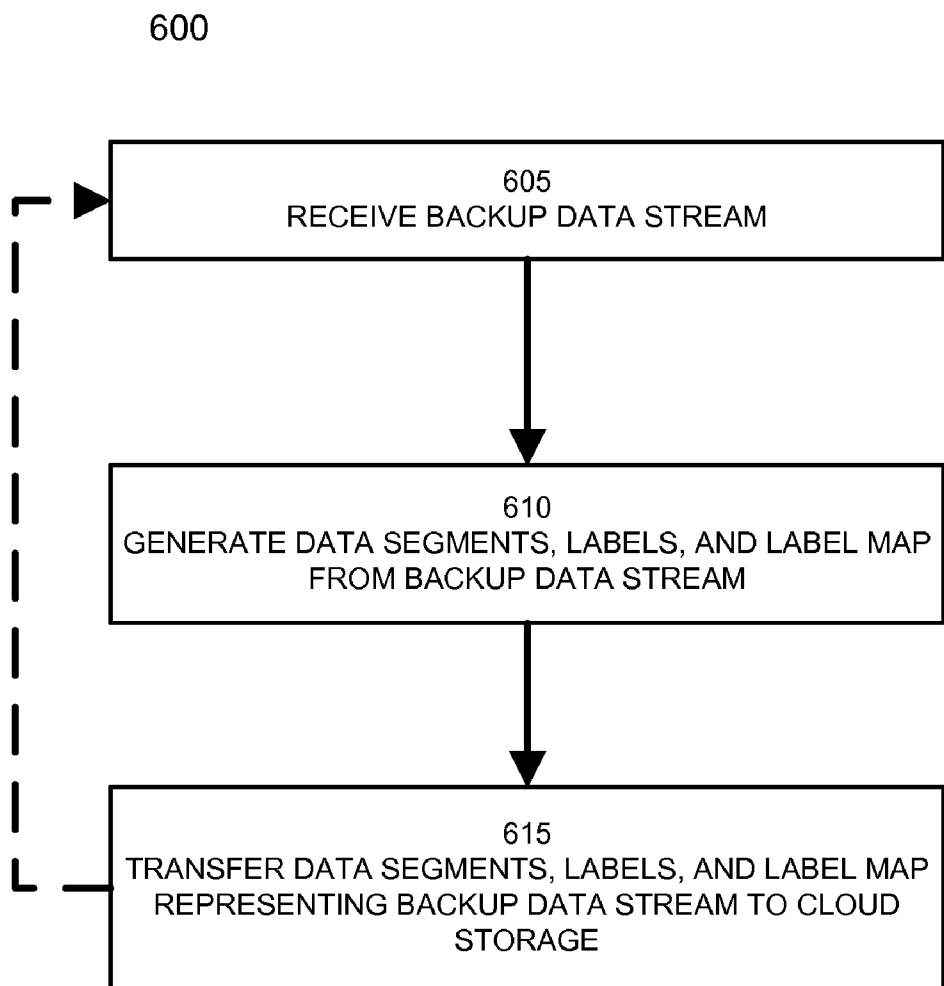 600
605
RECEIVE BACKUP DATA STREAM
610
GENERATE DATA SEGMENTS, LABELS, AND LABEL MAP
FROM BACKUP DATA STREAM
615
TRANSFER DATA SEGMENTS, LABELS, AND LABEL MAP
REPRESENTING BACKUP DATA STREAM TO CLOUD
STORAGE